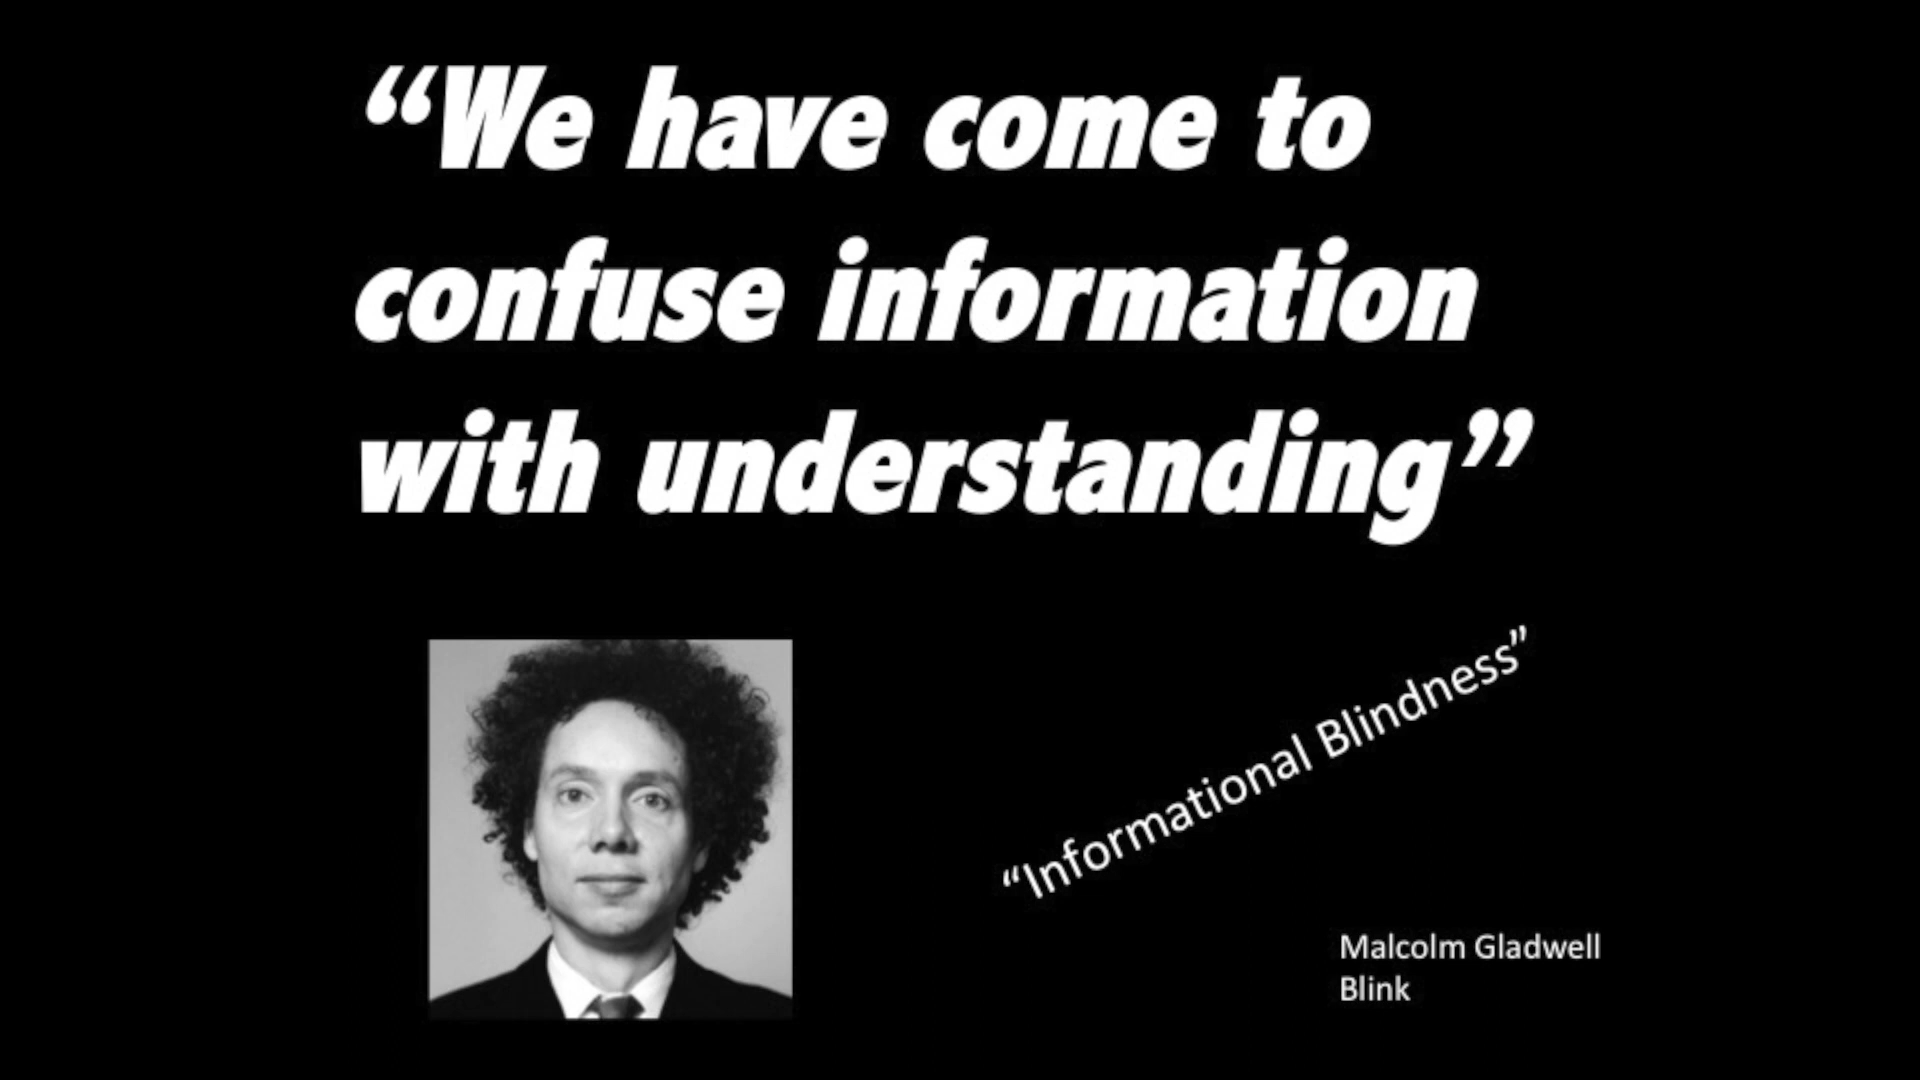 “We have come to
confuse information
with understanding”
“Informational Blindness”
Malcolm Gladwell
Blink